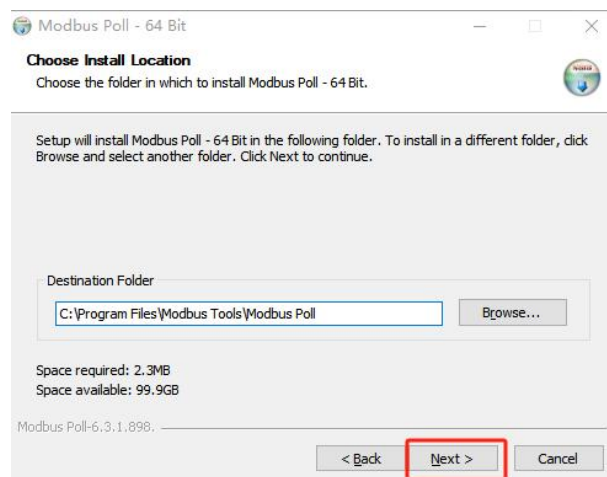 Modbus Poll - 64 Bit
Choose Install Location
Choose the folder in which to install Modbus Poll - 64 Bit.
Setup will install Modbus Poll - 64 Bit in the following folder. To install in a different folder, click
Browse and select another folder. Click Next to continue.
Destination Folder
C:\Program Files\Modbus Tools\Modbus Poll
Browse...
Space required: 2.3MB
Space available: 99.9GB
Modbus Poll-6.3.1.898.
< Back
Next >
Cancel